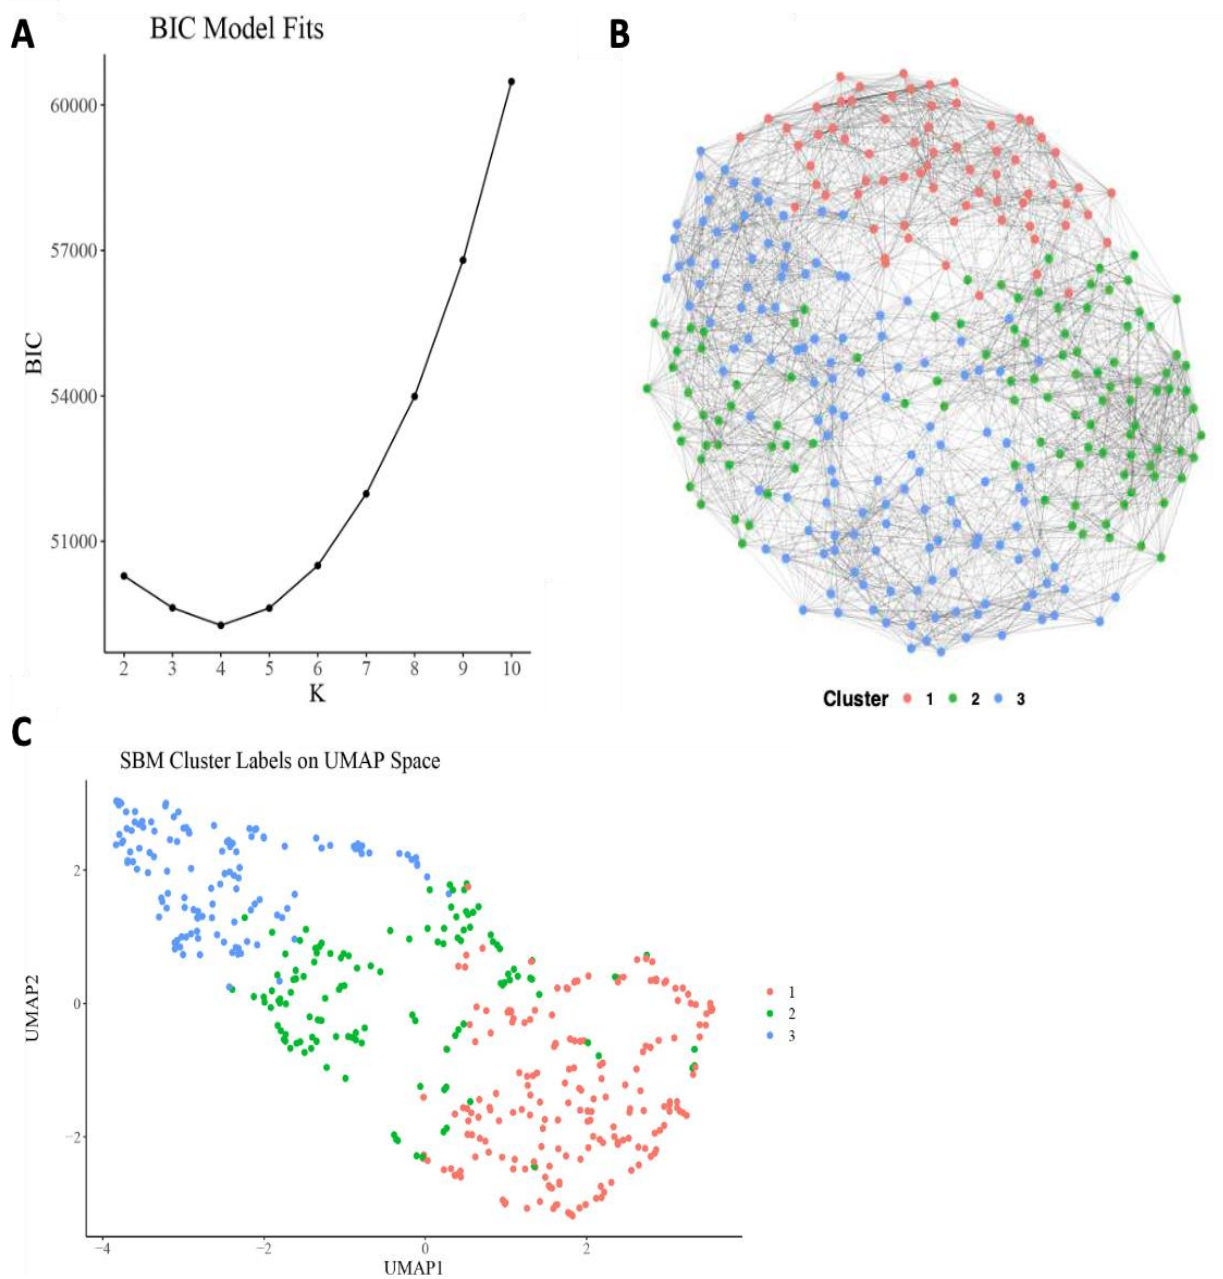 A
BIC Model Fits
BIC
60000
57000
54000
51000
2 3 4 5 6 7 8 9 10
K
B
Cluster 1 2 3
C
SBM Cluster Labels on UMAP Space
UMAP2
2
0
−2
−4 −2 0 2
UMAP1
1
2
3